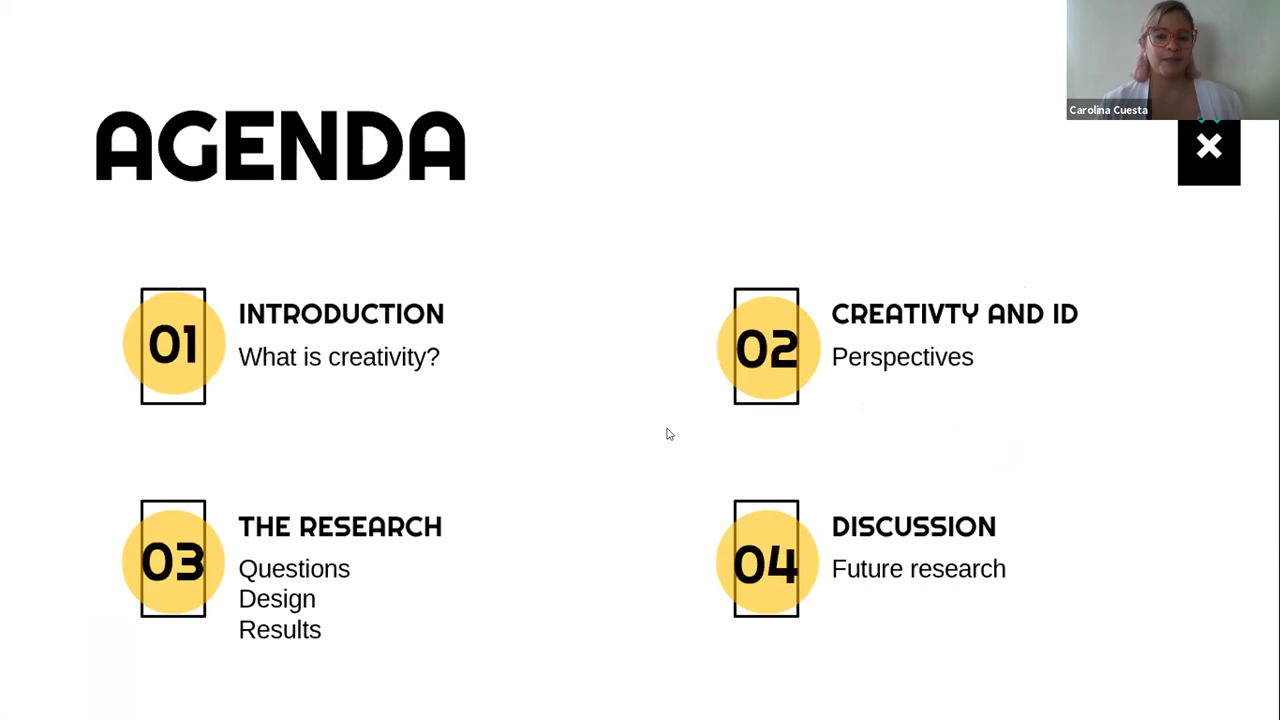 Carolina Cuesta
AGENDA
01
INTRODUCTION
What is creativity?
02
CREATIVTY AND ID
Perspectives
03
THE RESEARCH
Questions
Design
Results
04
DISCUSSION
Future research